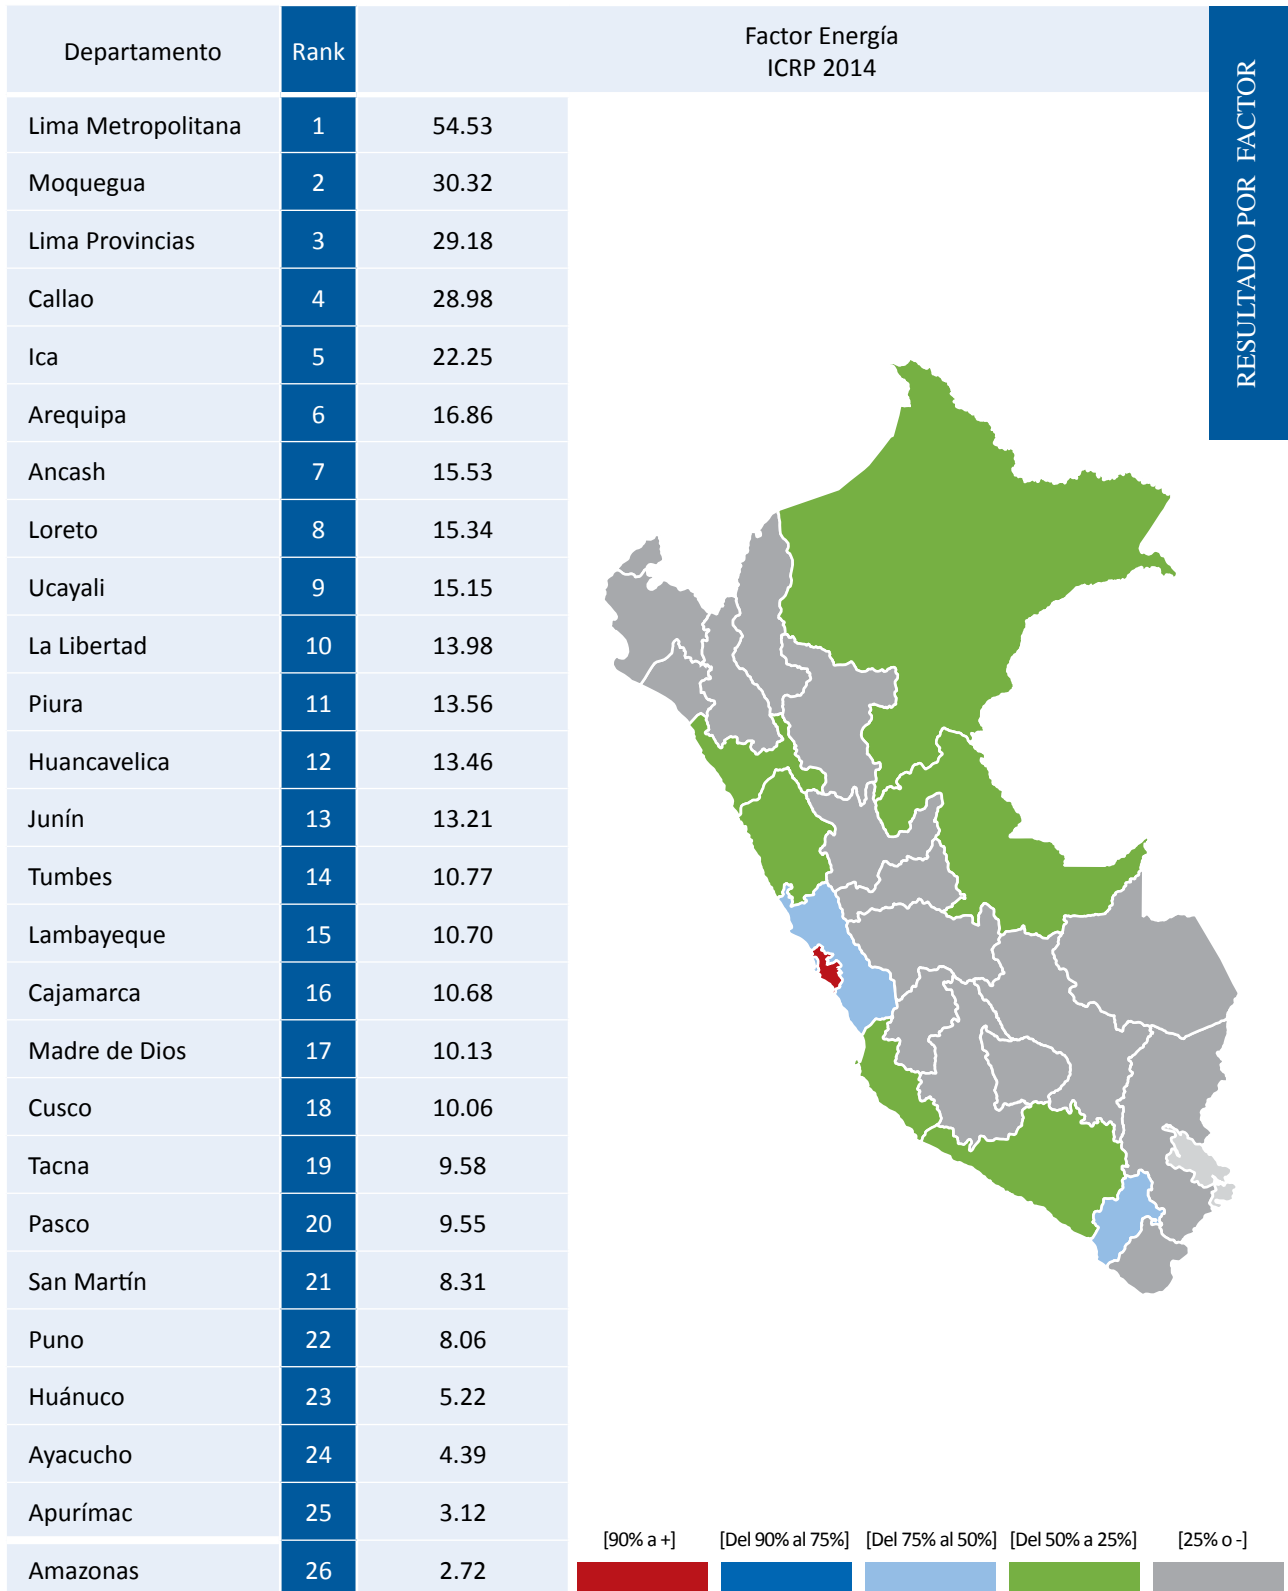 Departamento Rank Factor Energía
ICRP 2014
RESULTADO POR FACTOR
Lima Metropolitana 1 54.53
Moquegua 2 30.32
Lima Provincias 3 29.18
Callao 4 28.98
Ica 5 22.25
Arequipa 6 16.86
Ancash 7 15.53
Loreto 8 15.34
Ucayali 9 15.15
La Libertad 10 13.98
Piura 11 13.56
Huancavelica 12 13.46
Junín 13 13.21
Tumbes 14 10.77
Lambayeque 15 10.70
Cajamarca 16 10.68
Madre de Dios 17 10.13
Cusco 18 10.06
Tacna 19 9.58
Pasco 20 9.55
San Martín 21 8.31
Puno 22 8.06
Huánuco 23 5.22
Ayacucho 24 4.39
Apurímac 25 3.12
Amazonas 26 2.72
[90% a +] [Del 90% al 75%] [Del 75% al 50%] [Del 50% a 25%] [25% o -]